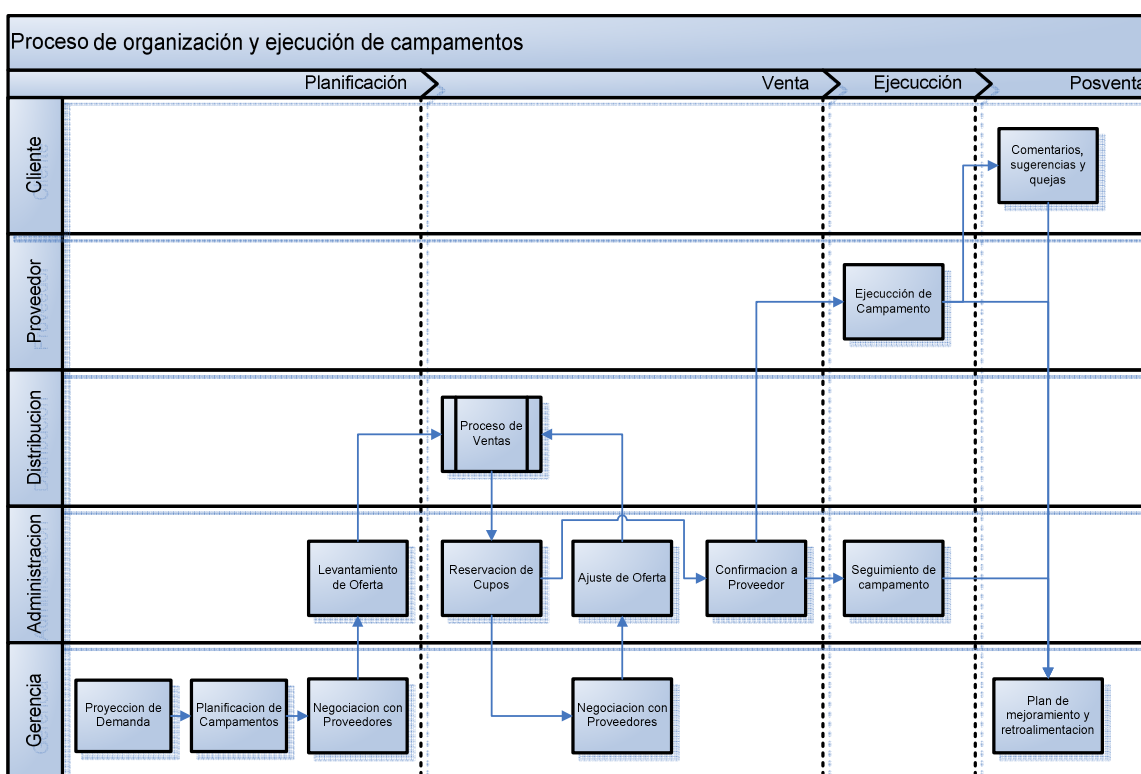 Proceso de organización y ejecución de campamentos
Planificación
Venta
Ejecucción
Posventa
Cliente
Comentarios,
sugerencias y
quejas
Proveedor
Ejecucción de
Campamento
Distribucion
Proceso de
Ventas
Administracion
Levantamiento
de Oferta
Reservacion de
Cupos
Ajuste de Oferta
Confirmacion a
Proveedor
Seguimiento de
campamento
Gerencia
Proyeccion de
Demanda
Planificacion de
Campamentos
Negociacion con
Proveedores
Negociacion con
Proveedores
Plan de
mejoramiento y
retroalimentacion